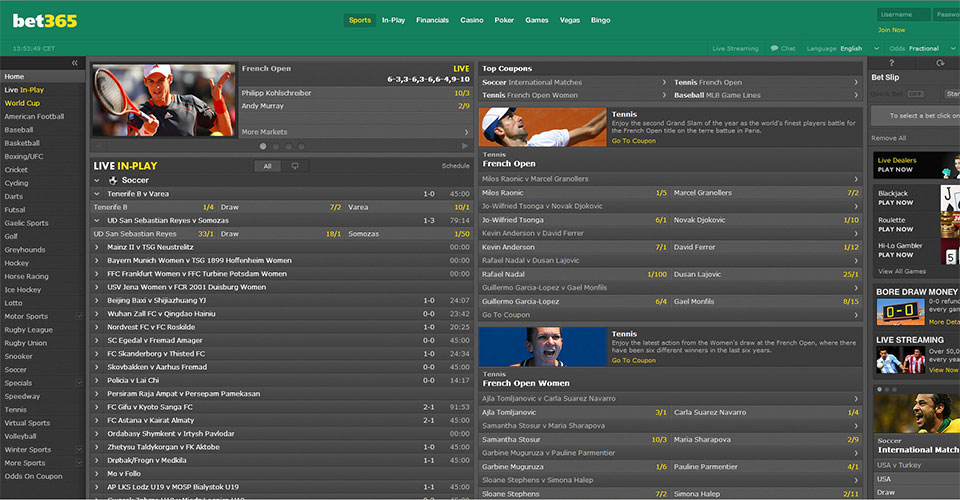 bet365
Sports In-Play Financials Casino Poker Games Vegas Bingo
Username
Join Now
13:53:49 CET
Live Streaming Chat Language English Odds Fractional
Home
Live In-Play
World Cup
American Football
Baseball
Basketball
Boxing/UFC
Cricket
Cycling
Darts
Futsal
Gaelic Sports
Golf
Greyhounds
Hockey
Horse Racing
Ice Hockey
Lotto
Motor Sports
Rugby League
Rugby Union
Snooker
Soccer
Specials
Speedway
Tennis
Virtual Sports
Volleyball
Winter Sports
More Sports
Odds On Coupon
French Open LIVE
6-3,3-6,3-6,6-4,9-10
Philipp Kohlschreiber 10/3
Andy Murray 2/9
More Markets
LIVE IN-PLAY All Schedule
Soccer
Tenerife B v Varea 1-0 45:00
Tenerife B 1/4 Draw 7/2 Varea 10/1
UD San Sebastian Reyes v Somozas 1-3 79:14
UD San Sebastian Reyes 33/1 Draw 18/1 Somozas 1/50
Mainz II v TSG Neustrelitz 00:00
Bayern Munich Women v TSG 1899 Hoffenheim Women 00:00
FFC Frankfurt Women v FFC Turbine Potsdam Women 00:00
USV Jena Women v FCR 2001 Duisburg Women
Beijing Baxi v Shijiazhuang YJ 1-0 24:07
Wuhan Zall FC v Qingdao Hainiu 0-0 23:42
Nordvest FC v FC Roskilde 1-0 20:25
SC Egedal v Fremad Amager 0-0 45:00
FC Skanderborg v Thisted FC 1-0 24:34
Skovbakken v Aarhus Fremad 0-0 45:00
Policia v Lai Chi 0-0 14:17
Persiram Raja Ampat v Persepam Pamekasan
FC Gifu v Kyoto Sanga FC 2-1 91:53
FC Astana v Kairat Almaty 2-1 45:00
Ordabasy Shymkent v Irtysh Pavlodar 00:00
Zhetysu Taldykorgan v FK Aktobe 1-0 45:00
Drøbak/Frogn v Medkila 1-1 45:00
Mo v Follo
AP LKS Lodz U19 v MOSP Bialystok U19 1-1 45:00
Top Coupons
Soccer International Matches Tennis French Open
Tennis French Open Women Baseball MLB Game Lines
Tennis
Enjoy the second Grand Slam of the year as the world's finest players battle for
the French Open title on the terre battue in Paris.
Go To Coupon
Tennis
French Open
Milos Raonic v Marcel Granollers
Milos Raonic 1/5 Marcel Granollers 7/2
Jo-Wilfried Tsonga v Novak Djokovic
Jo-Wilfried Tsonga 6/1 Novak Djokovic 1/10
Kevin Anderson v David Ferrer
Kevin Anderson 7/1 David Ferrer 1/12
Rafael Nadal v Dusan Lajovic
Rafael Nadal 1/100 Dusan Lajovic 25/1
Guillermo Garcia-Lopez v Gael Monfils
Guillermo Garcia-Lopez 6/4 Gael Monfils 8/15
Go To Coupon
Tennis
Enjoy the latest action from the Women's draw at the French Open, where there
have been six different winners in the last six years.
Go To Coupon
Tennis
French Open Women
Ajla Tomljanovic v Carla Suarez Navarro
Ajla Tomljanovic 3/1 Carla Suarez Navarro 1/4
Samantha Stosur v Maria Sharapova
Samantha Stosur 10/3 Maria Sharapova 2/9
Garbine Muguruza v Pauline Parmentier
Garbine Muguruza 1/6 Pauline Parmentier 4/1
Sloane Stephens v Simona Halep
Sloane Stephens 7/2 Simona Halep 2/11
Bet Slip
Quick Bet OFF
To select a bet click on
Remove All
Live Dealers
PLAY NOW
Blackjack
PLAY NOW
Roulette
PLAY NOW
Hi-Lo Gambler
PLAY NOW
View All Games
BORE DRAW MONEY
0-0
0-0 refund
every gam
More Detai
LIVE STREAMING
Over 50,0
every yea
View Now
Soccer
International Match
USA v Turkey
USA
Draw